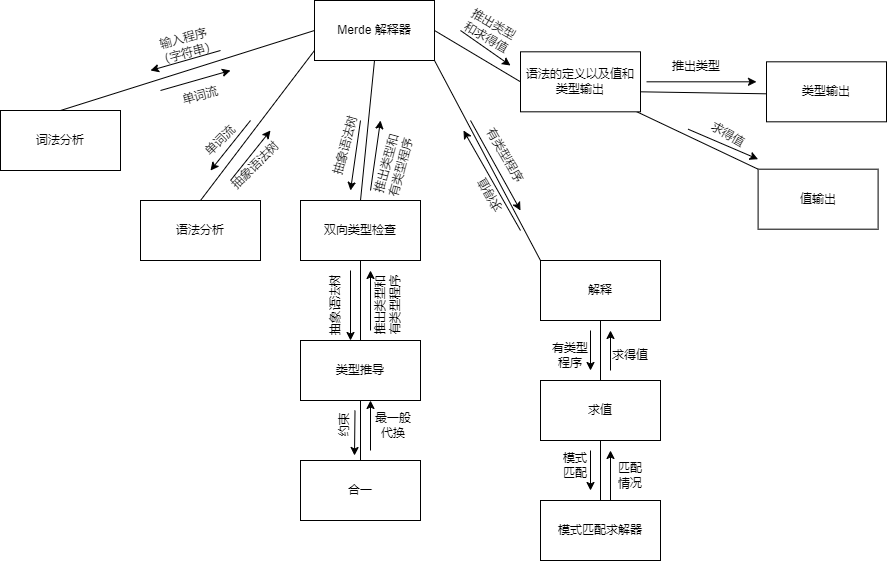 Merde 解释器
输入程序
(字符串)
单词流
词法分析
单词流
抽象语法树
语法分析
抽象语法树
推出类型和
有类型程序
双向类型检查
抽象语法树
推出类型和
有类型程序
类型推导
约束
最一般
代换
合一
推出类型
和求得值
语法的定义以及值和
类型输出
推出类型
类型输出
求得值
值输出
有类型程序
求得值
解释
有类型
程序
求得值
求值
模式
匹配
匹配
情况
模式匹配求解器